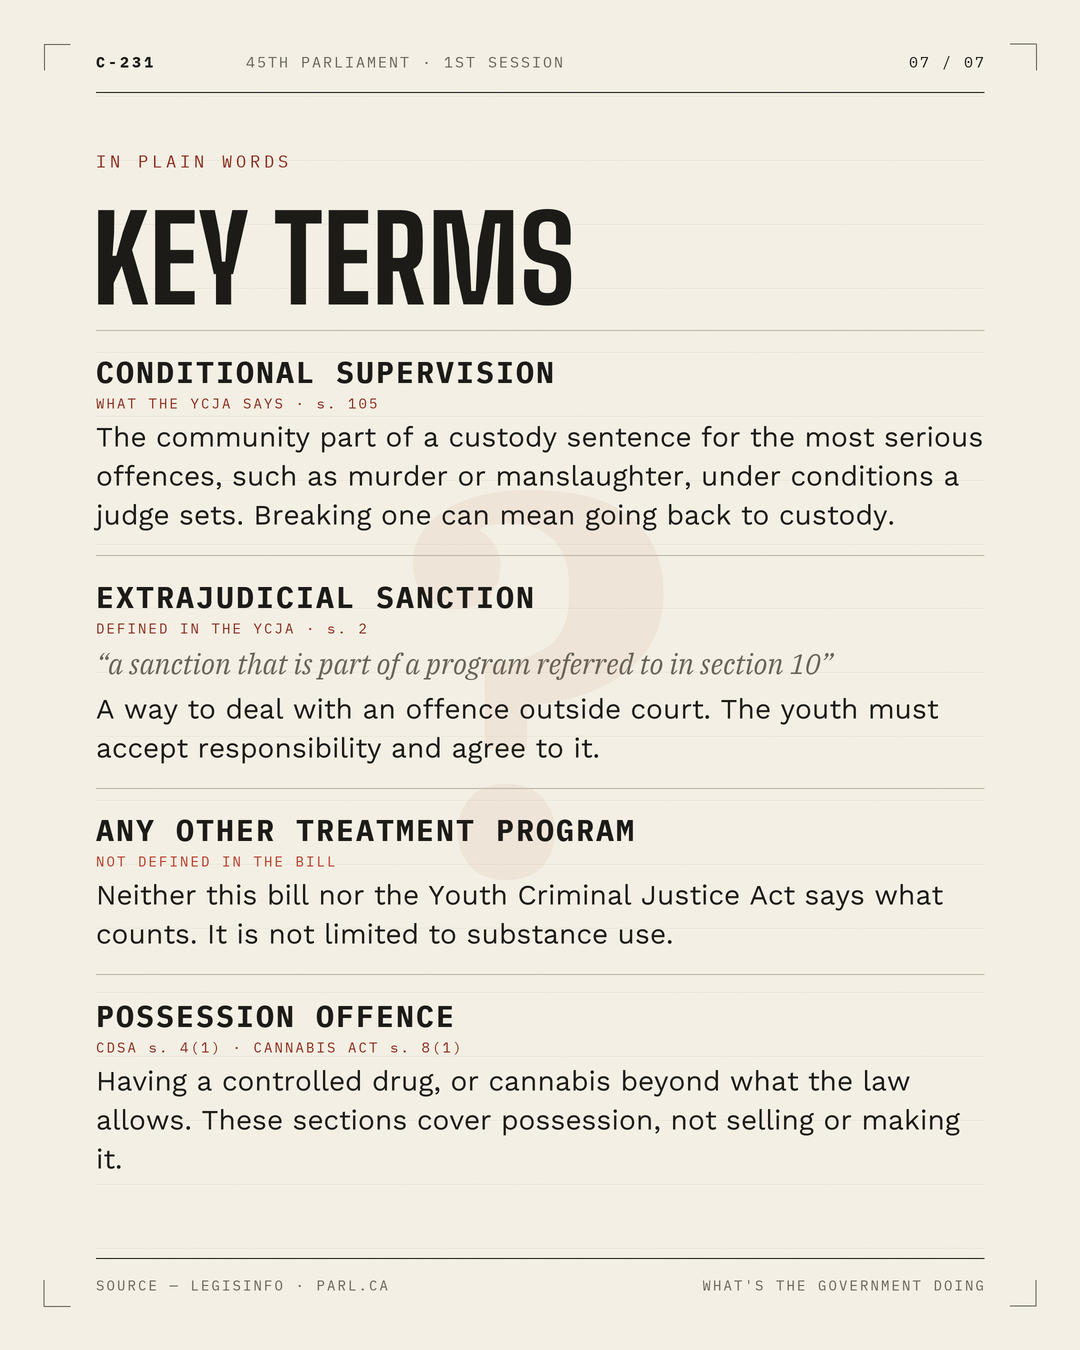 C-231 45TH PARLIAMENT · 1ST SESSION 07 / 07
IN PLAIN WORDS
KEY TERMS
CONDITIONAL SUPERVISION
WHAT THE YCJA SAYS · s. 105
The community part of a custody sentence for the most serious
offences, such as murder or manslaughter, under conditions a
judge sets. Breaking one can mean going back to custody.
EXTRAJUDICIAL SANCTION
DEFINED IN THE YCJA · s. 2
“a sanction that is part of a program referred to in section 10”
A way to deal with an offence outside court. The youth must
accept responsibility and agree to it.
ANY OTHER TREATMENT PROGRAM
NOT DEFINED IN THE BILL
Neither this bill nor the Youth Criminal Justice Act says what
counts. It is not limited to substance use.
POSSESSION OFFENCE
CDSA s. 4(1) · CANNABIS ACT s. 8(1)
Having a controlled drug, or cannabis beyond what the law
allows. These sections cover possession, not selling or making
it.
SOURCE — LEGISINFO · PARL.CA WHAT'S THE GOVERNMENT DOING
?